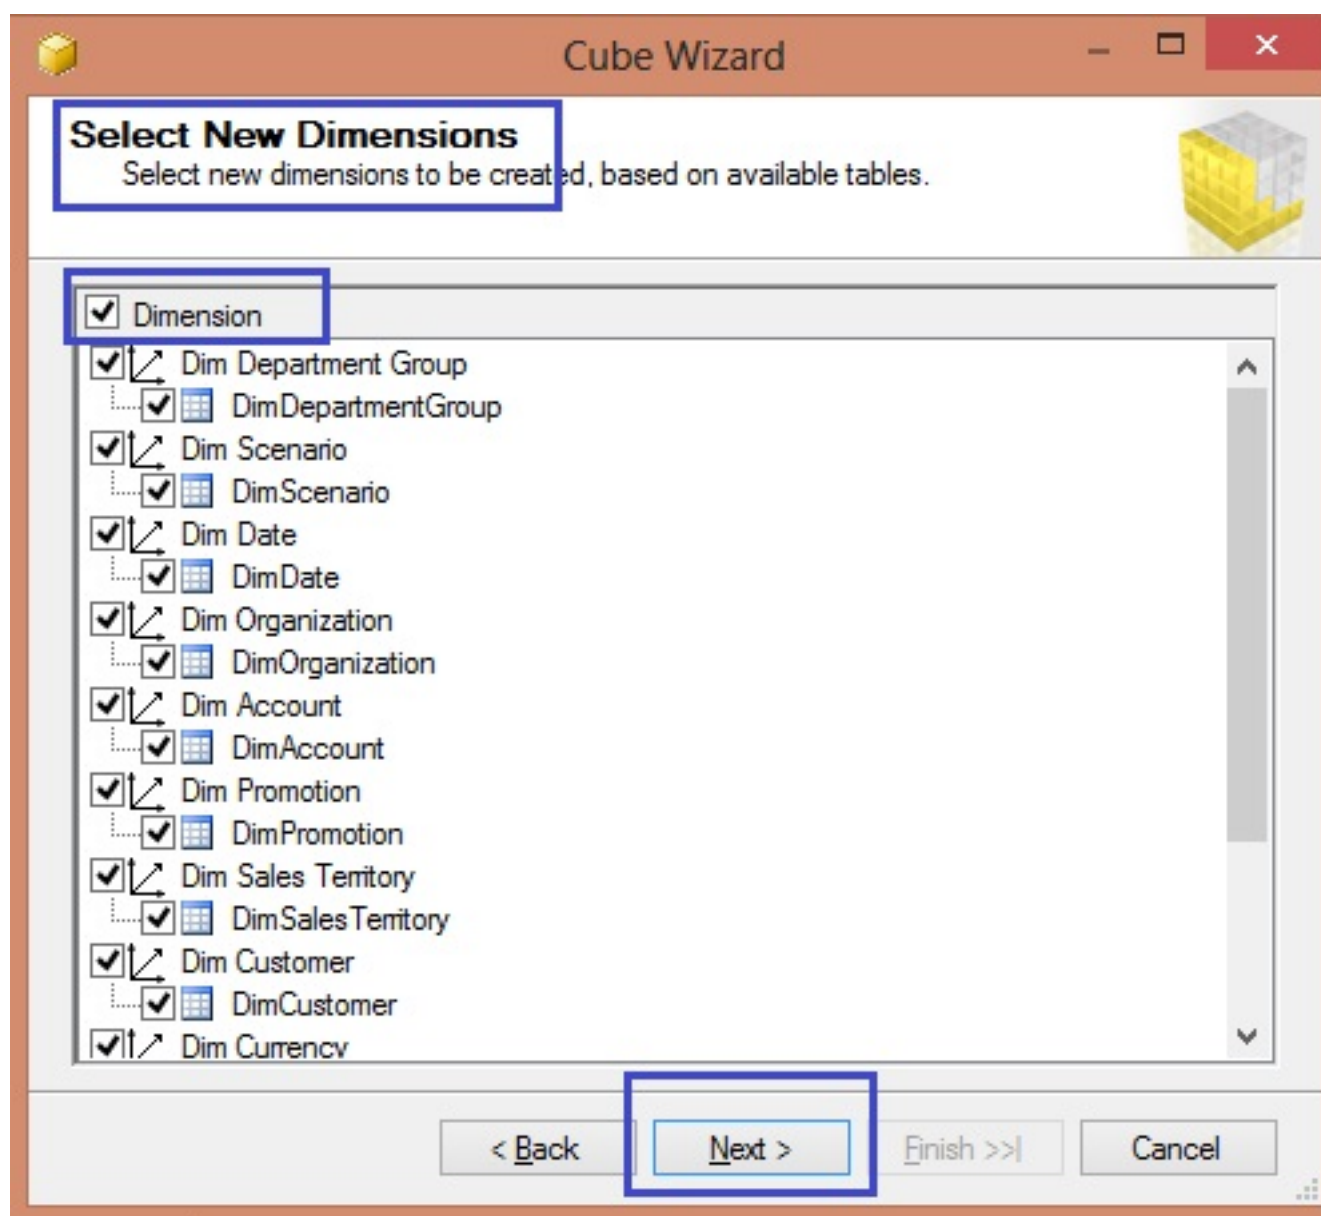 Cube Wizard
Select New Dimensions
Select new dimensions to be created, based on available tables.
Dimension
Dim Department Group
DimDepartmentGroup
Dim Scenario
DimScenario
Dim Date
DimDate
Dim Organization
DimOrganization
Dim Account
DimAccount
Dim Promotion
DimPromotion
Dim Sales Territory
DimSalesTerritory
Dim Customer
DimCustomer
Dim Currency
< Back Next > Finish >>| Cancel